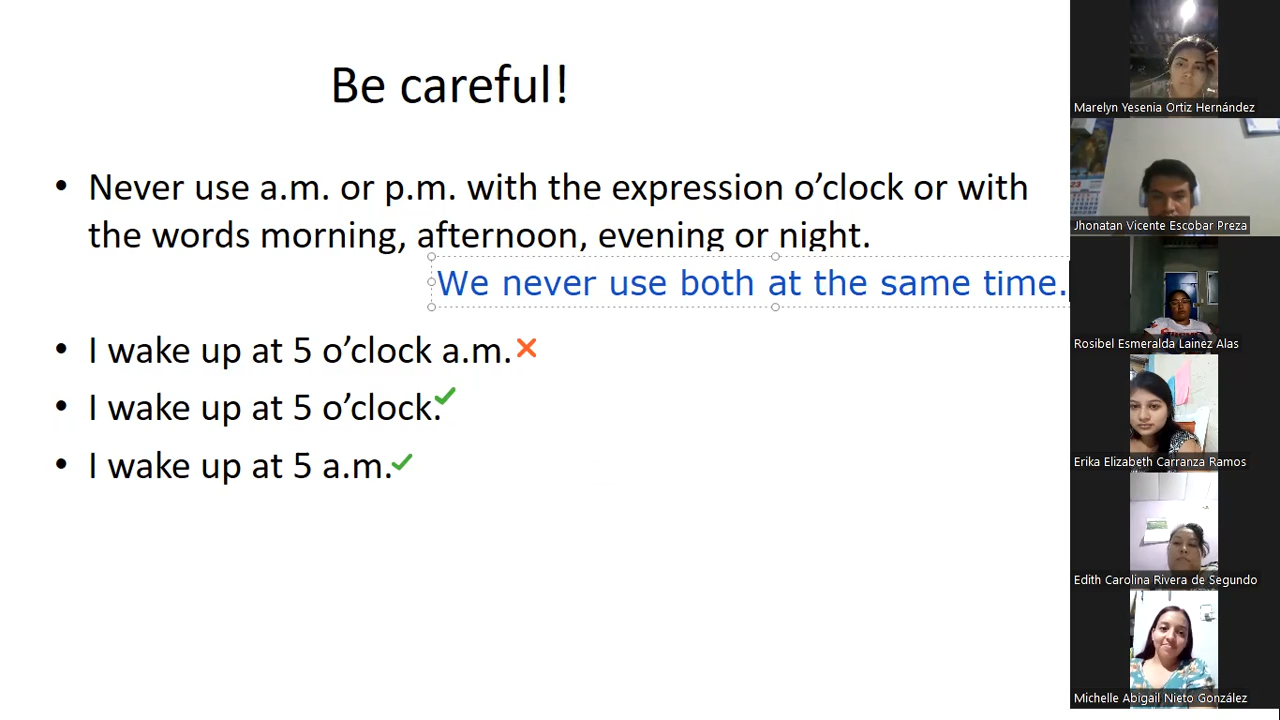 Be careful!
• Never use a.m. or p.m. with the expression o’clock or with
the words morning, afternoon, evening or night.
We never use both at the same time.
• I wake up at 5 o’clock a.m.
• I wake up at 5 o’clock.
• I wake up at 5 a.m.
Marelyn Yesenia Ortiz Hernández
Jhonatan Vicente Escobar Preza
Rosibel Esmeralda Lainez Alas
Erika Elizabeth Carranza Ramos
Edith Carolina Rivera de Segundo
Michelle Abigail Nieto González